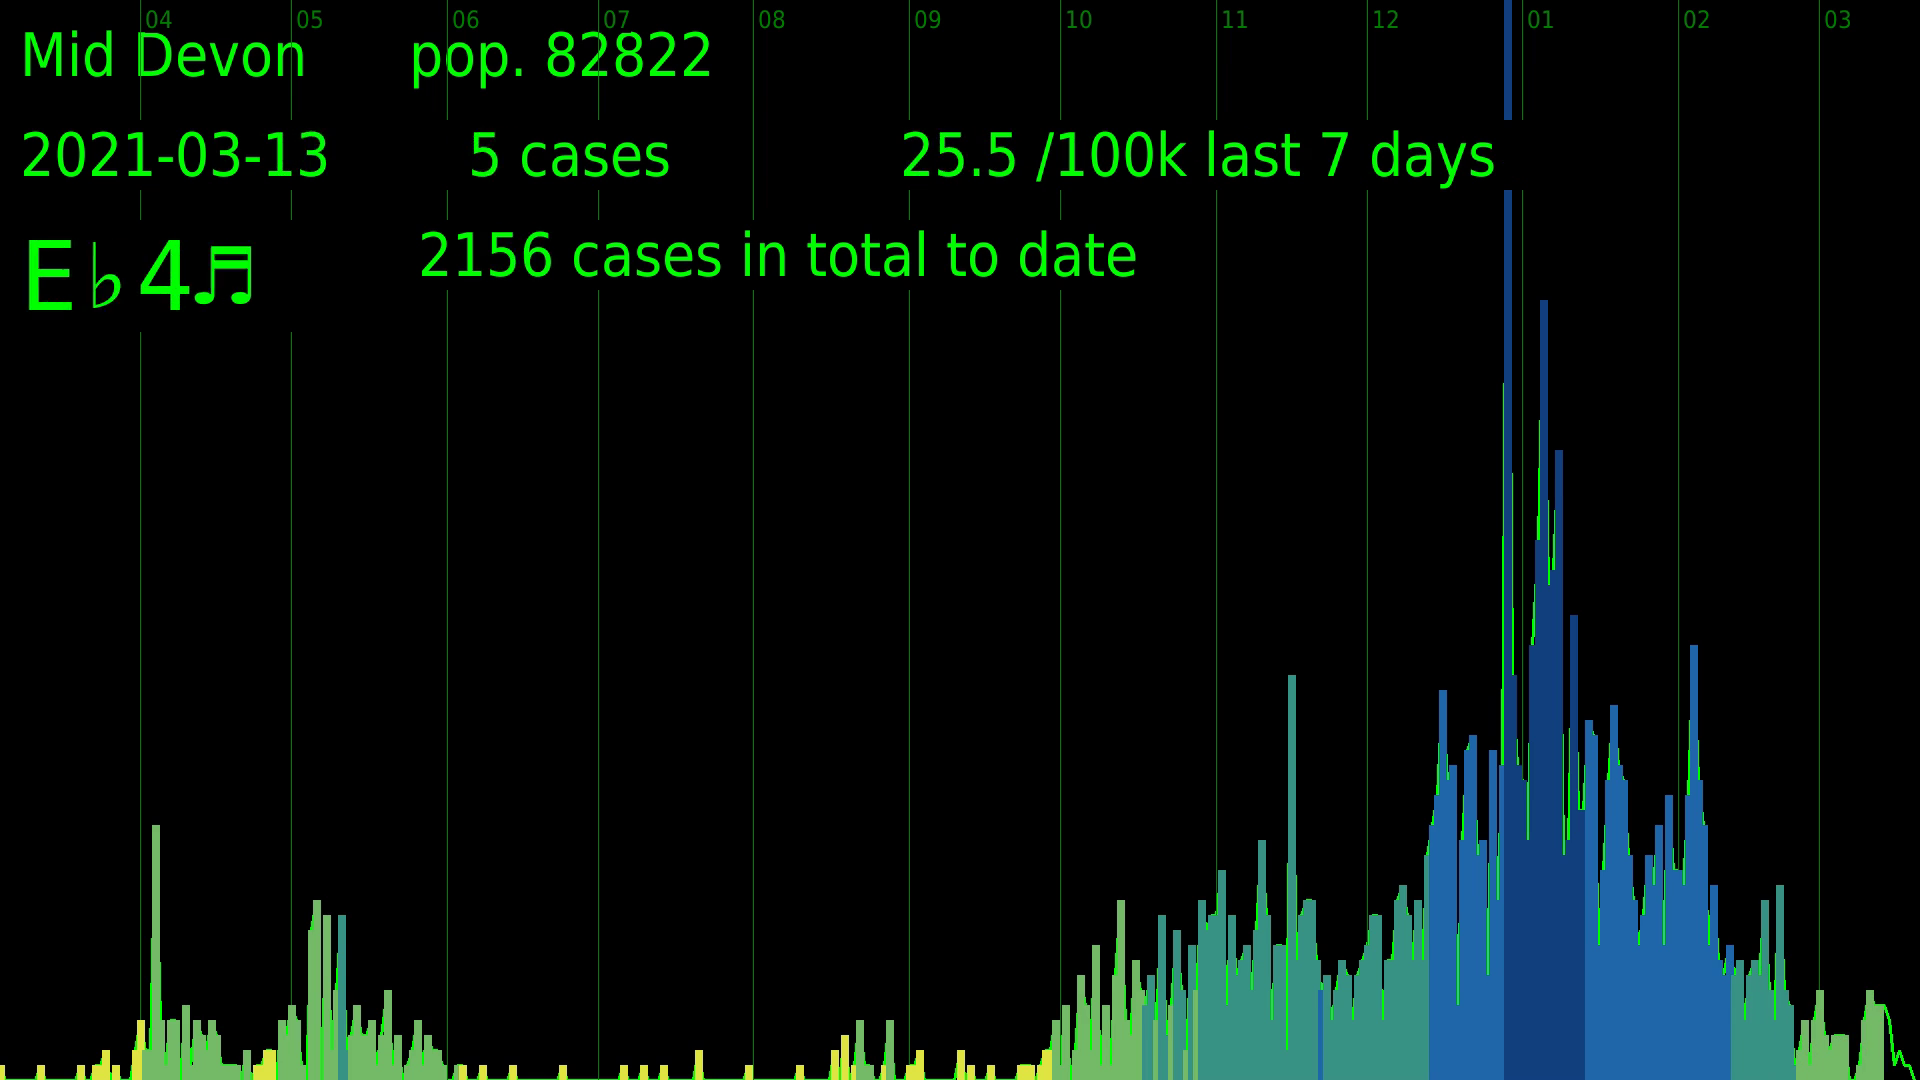 04 05 06 07 08 09 10 11 12 01 02 03
Mid Devon pop. 82822
2021-03-13 5 cases 25.5 /100k last 7 days
E♭4♬ 2156 cases in total to date